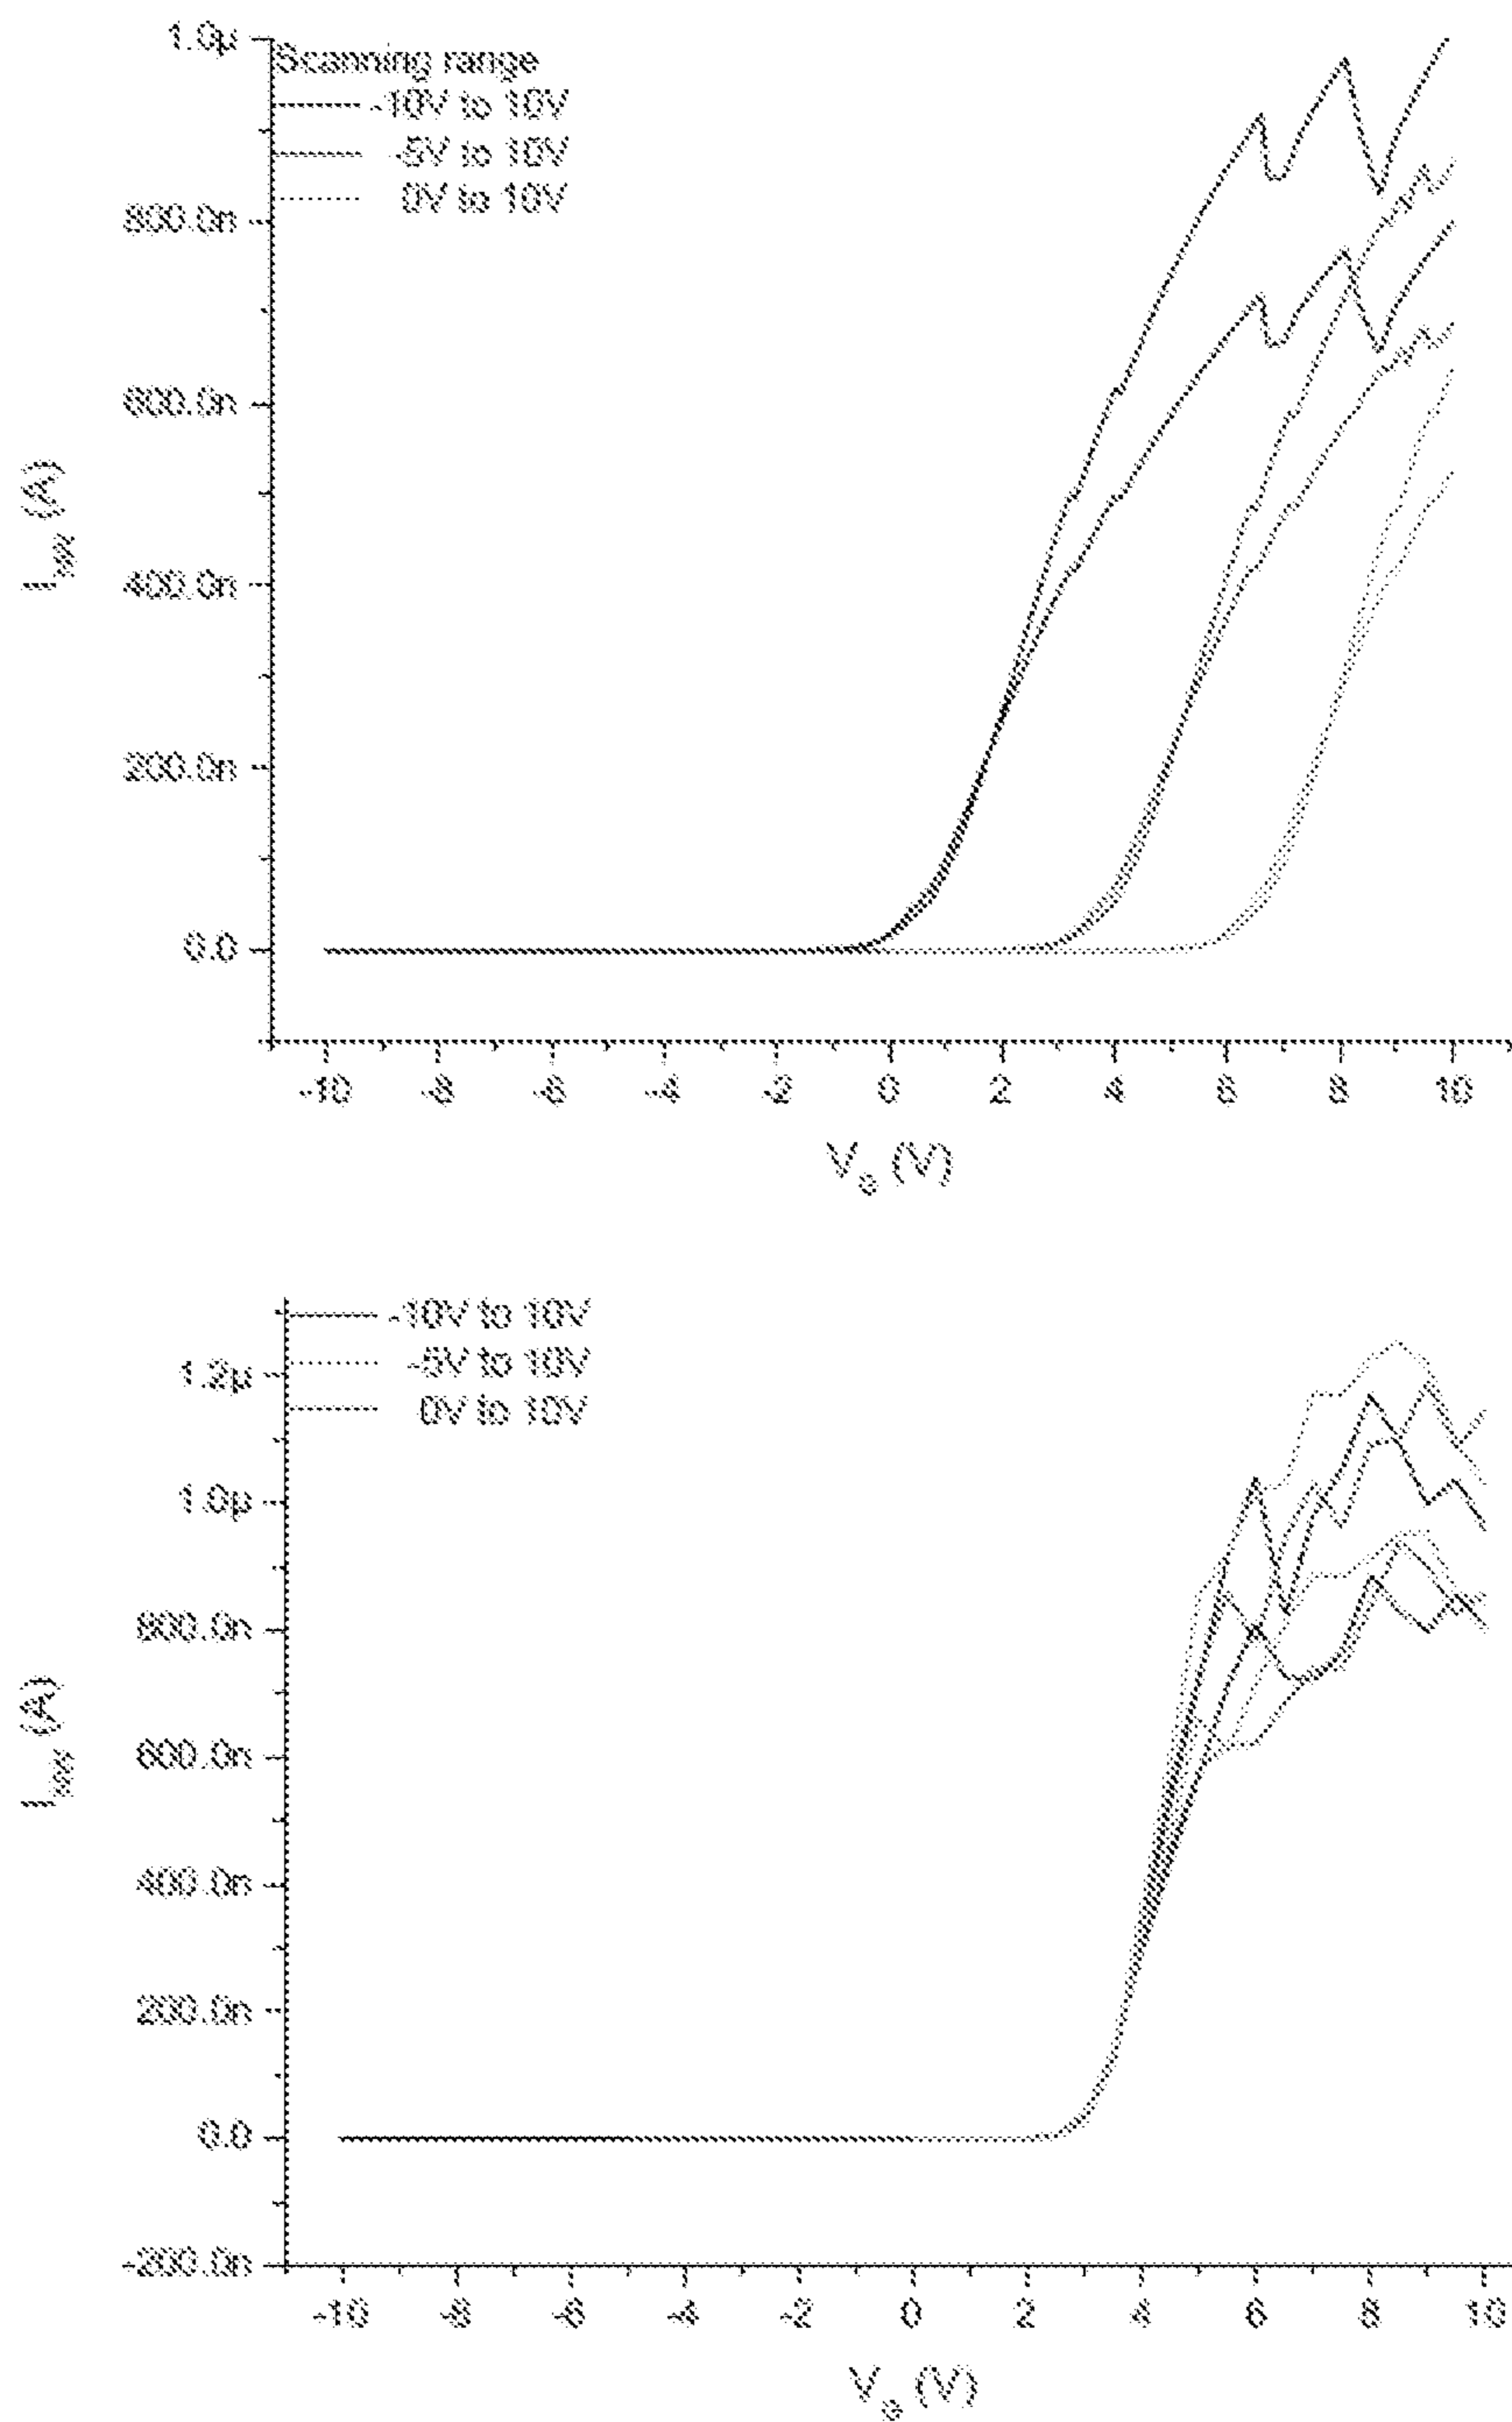 1.0µ
Scanning range
-10V to 10V
-5V to 10V
0V to 10V
800.0n
600.0n
400.0n
200.0n
0.0
(A)
-10 -8 -6 -4 -2 0 2 4 6 8 10
V_G (V)
-10V to 10V
-5V to 10V
0V to 10V
1.2µ
1.0µ
800.0n
600.0n
400.0n
200.0n
0.0
-200.0n
(A)
-10 -8 -6 -4 -2 0 2 4 6 8 10
V_G (V)